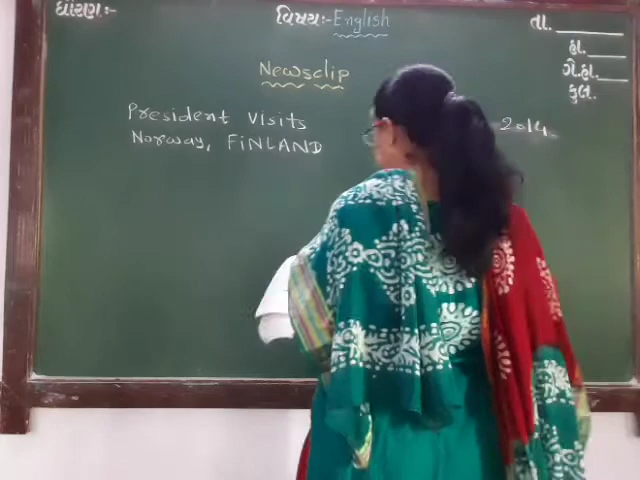 ધોરણઃ-
વિષયઃ-English
તા.
હા.
ગે.હા.
કુલ.
Newsclip
President visits
Norway, FiNLAND
2014